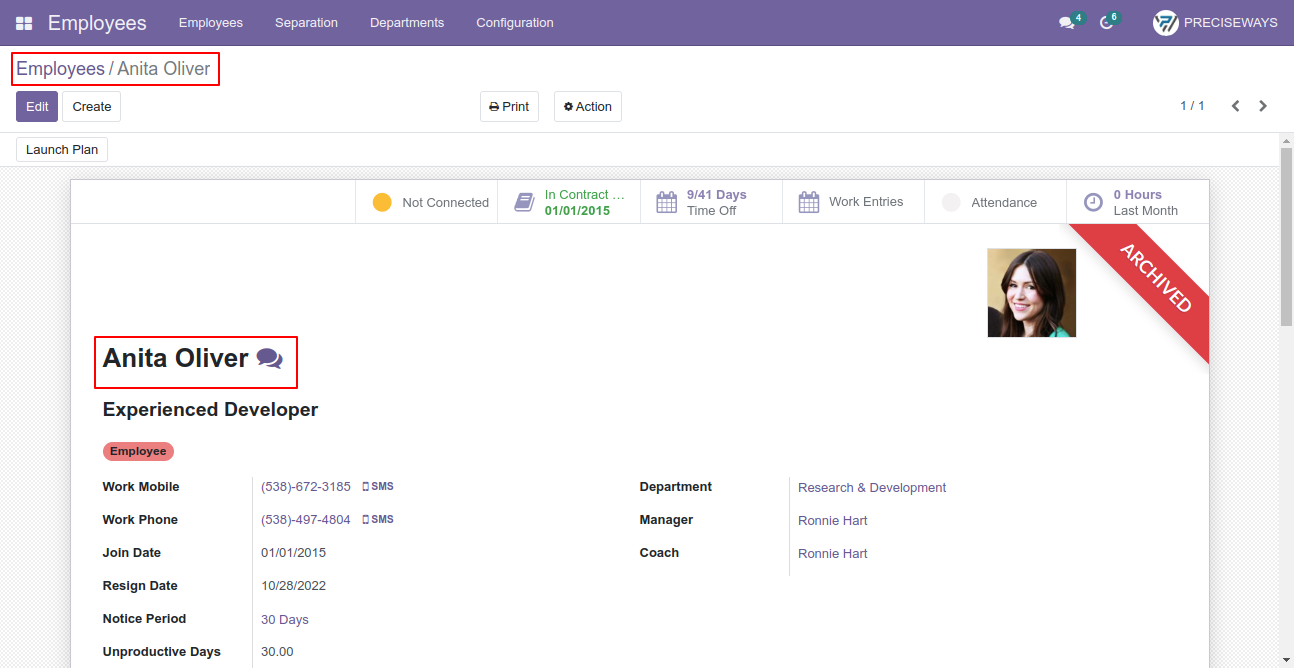 Employees Employees Separation Departments Configuration 4 6 PRECISEWAYS
Employees / Anita Oliver
Edit Create Print Action 1 / 1
Launch Plan
Not Connected In Contract ... 01/01/2015 9/41 Days Time Off Work Entries Attendance 0 Hours Last Month
ARCHIVED
Anita Oliver
Experienced Developer
Employee
Work Mobile (538)-672-3185 SMS Department Research & Development
Work Phone (538)-497-4804 SMS Manager Ronnie Hart
Join Date 01/01/2015 Coach Ronnie Hart
Resign Date 10/28/2022
Notice Period 30 Days
Unproductive Days 30.00